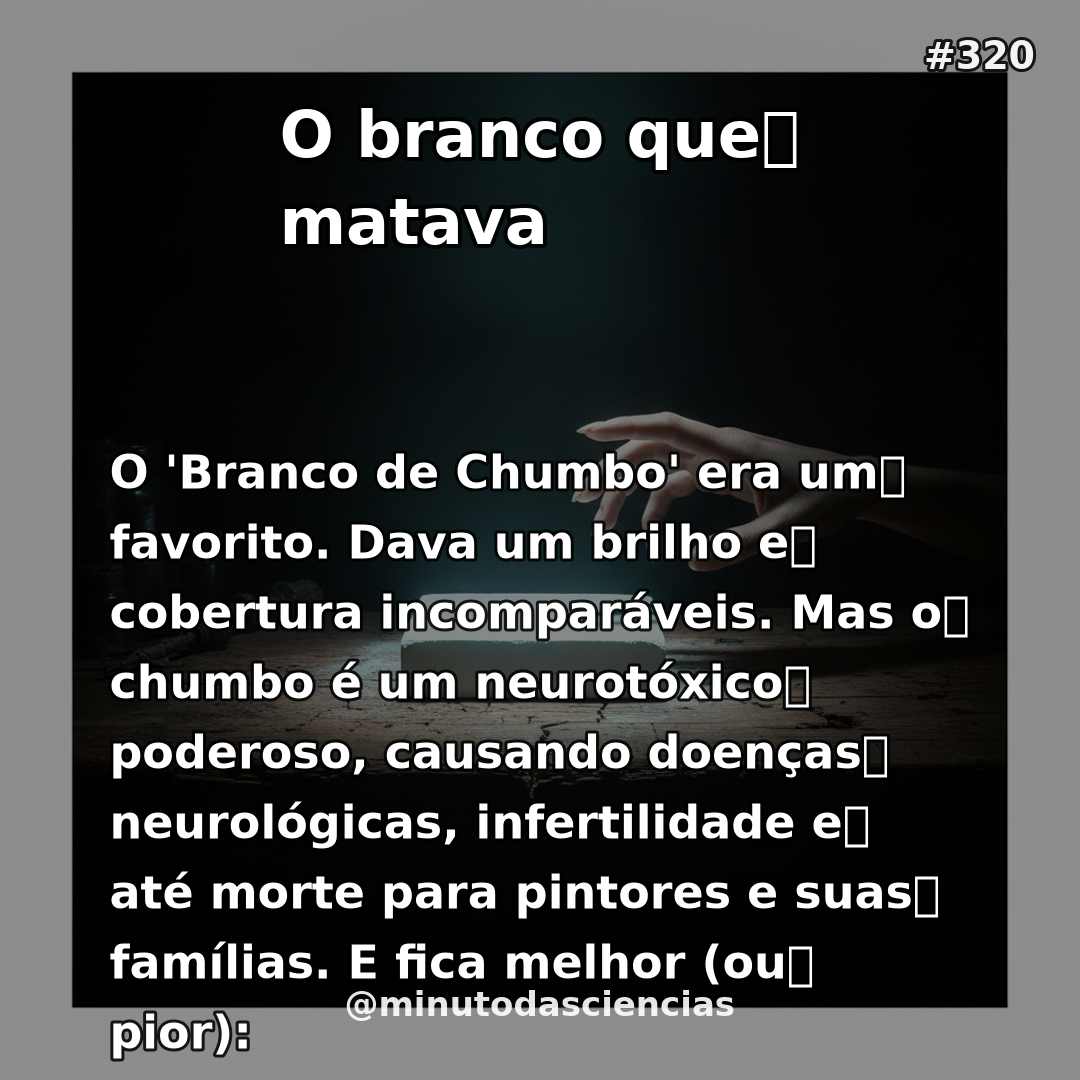 #320
O branco que
matava
O 'Branco de Chumbo' era um
favorito. Dava um brilho e
cobertura incomparáveis. Mas o
chumbo é um neurotóxico
poderoso, causando doenças
neurológicas, infertilidade e
até morte para pintores e suas
famílias. E fica melhor (ou
@minutodasciencias
pior):